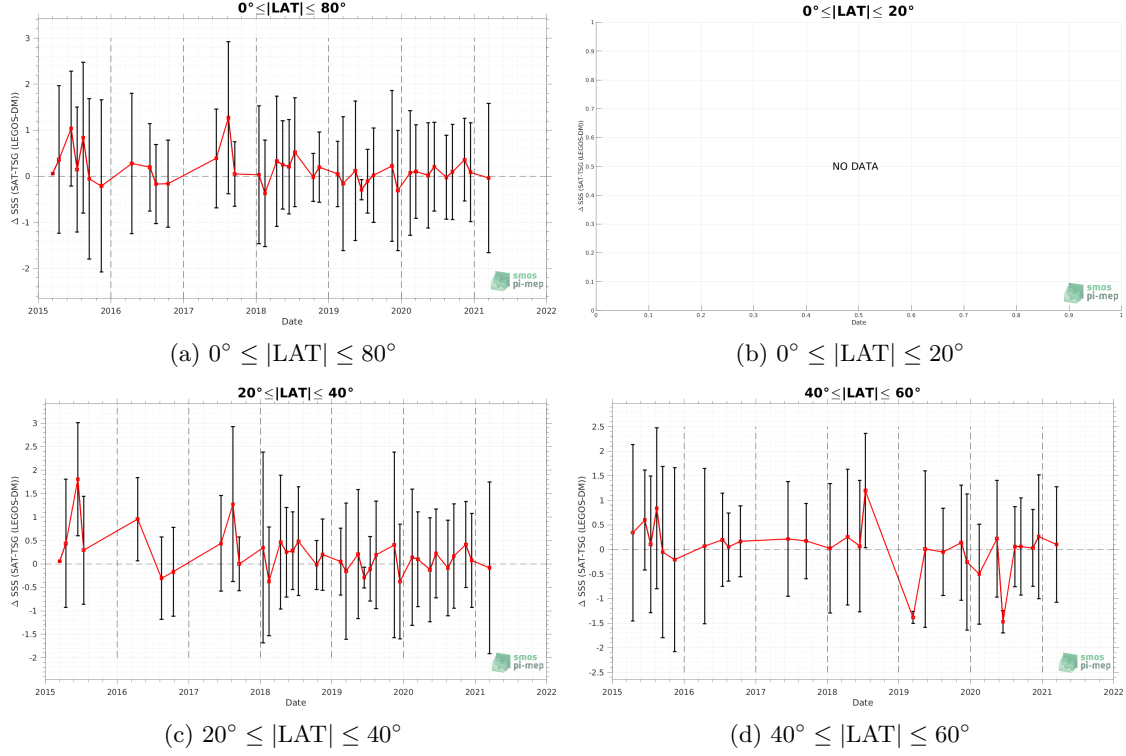 0°≤|LAT|≤ 80°
Δ SSS (SAT-TSG (LEGOS-DM))
3
2
1
0
-1
-2
2015 2016 2017 2018 2019 2020 2021 2022
Date
smos
pi-mep
(a) 0° ≤ |LAT| ≤ 80°
0°≤|LAT|≤ 20°
Δ SSS (SAT-TSG (LEGOS-DM))
1
0.9
0.8
0.7
0.6
0.5
0.4
0.3
0.2
0.1
0
NO DATA
0 0.1 0.2 0.3 0.4 0.5 0.6 0.7 0.8 0.9 1
Date
smos
pi-mep
(b) 0° ≤ |LAT| ≤ 20°
20°≤|LAT|≤ 40°
Δ SSS (SAT-TSG (LEGOS-DM))
3.5
3
2.5
2
1.5
1
0.5
0
-0.5
-1
-1.5
-2
2015 2016 2017 2018 2019 2020 2021 2022
Date
smos
pi-mep
(c) 20° ≤ |LAT| ≤ 40°
40°≤|LAT|≤ 60°
Δ SSS (SAT-TSG (LEGOS-DM))
2.5
2
1.5
1
0.5
0
-0.5
-1
-1.5
-2
-2.5
2015 2016 2017 2018 2019 2020 2021 2022
Date
smos
pi-mep
(d) 40° ≤ |LAT| ≤ 60°